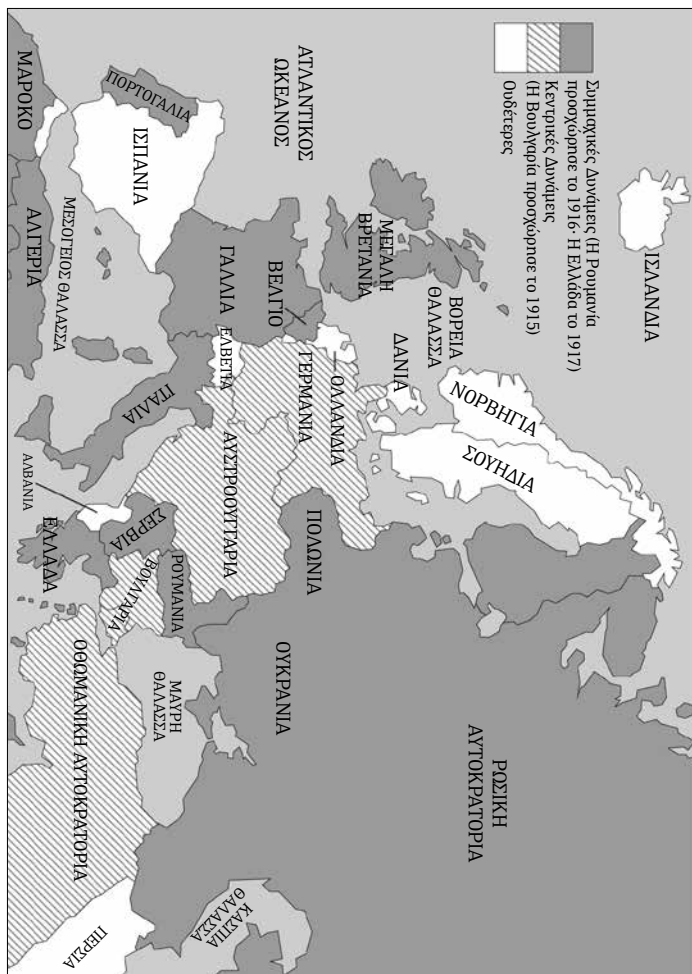 Συμμαχικές Δυνάμεις (Η Ρουμανία
προσχώρησε το 1916· Η Ελλάδα το 1917)
Κεντρικές Δυνάμεις
(Η Βουλγαρία προσχώρησε το 1915)
Ουδέτερες
ΙΣΛΑΝΔΙΑ
ΝΟΡΒΗΓΙΑ
ΣΟΥΗΔΙΑ
ΡΩΣΙΚΗ
ΑΥΤΟΚΡΑΤΟΡΙΑ
ΒΟΡΕΙΑ
ΘΑΛΑΣΣΑ
ΔΑΝΙΑ
ΜΕΓΑΛΗ
ΒΡΕΤΑΝΙΑ
ΟΛΛΑΝΔΙΑ
ΑΤΛΑΝΤΙΚΟΣ
ΩΚΕΑΝΟΣ
ΒΕΛΓΙΟ
ΓΕΡΜΑΝΙΑ
ΠΟΛΩΝΙΑ
ΟΥΚΡΑΝΙΑ
ΓΑΛΛΙΑ
ΕΛΒΕΤΙΑ
ΑΥΣΤΡΟΟΥΓΓΑΡΙΑ
ΚΑΣΠΙΑ
ΘΑΛΑΣΣΑ
ΠΟΡΤΟΓΑΛΙΑ
ΙΣΠΑΝΙΑ
ΙΤΑΛΙΑ
ΣΕΡΒΙΑ
ΡΟΥΜΑΝΙΑ
ΜΑΥΡΗ
ΘΑΛΑΣΣΑ
ΒΟΥΛΓΑΡΙΑ
ΑΛΒΑΝΙΑ
ΕΛΛΑΔΑ
ΟΘΩΜΑΝΙΚΗ ΑΥΤΟΚΡΑΤΟΡΙΑ
ΠΕΡΣΙΑ
ΜΕΣΟΓΕΙΟΣ ΘΑΛΑΣΣΑ
ΜΑΡΟΚΟ
ΑΛΓΕΡΙΑ